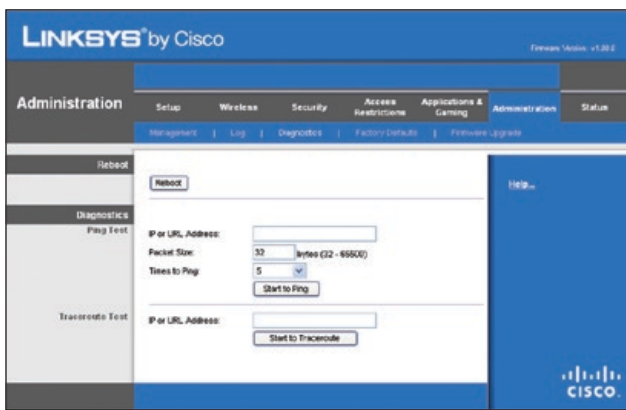 LINKSYS® by Cisco
Firmware Version: v1.00.0
Administration
Setup
Wireless
Security
Access Restrictions
Applications & Gaming
Administration
Status
Management | Log | Diagnostics | Factory Defaults | Firmware Upgrade
Reboot
Reboot
Help...
Diagnostics
Ping Test
IP or URL Address:
Packet Size: 32 bytes (32 - 65500)
Times to Ping: 5
Start to Ping
Traceroute Test
IP or URL Address:
Start to Traceroute
CISCO.